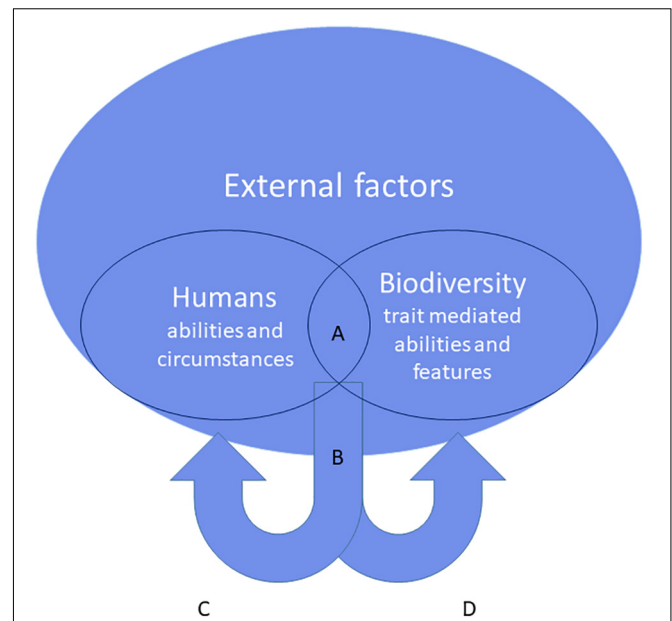 External factors
Humans
abilities and
circumstances
A
Biodiversity
trait mediated
abilities and
features
B
C
D